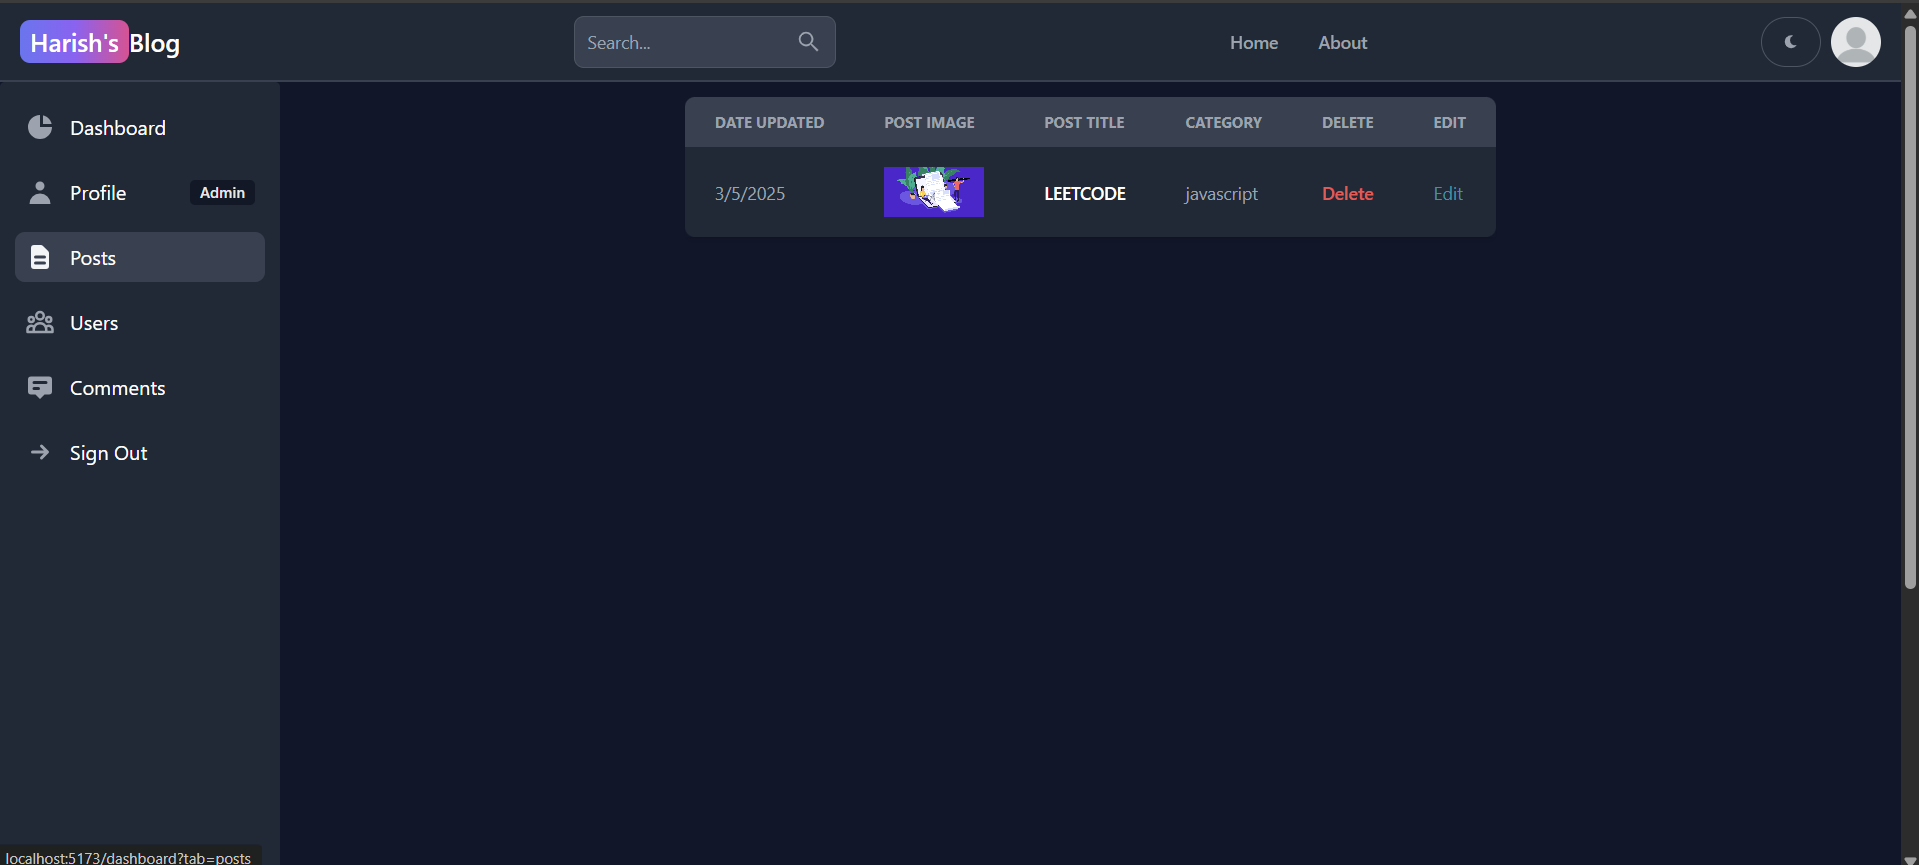 Harish's Blog
Search...
Home
About
Dashboard
Profile
Admin
Posts
Users
Comments
Sign Out
DATE UPDATED POST IMAGE POST TITLE CATEGORY DELETE EDIT
3/5/2025 LEETCODE javascript Delete Edit
localhost:5173/dashboard?tab=posts